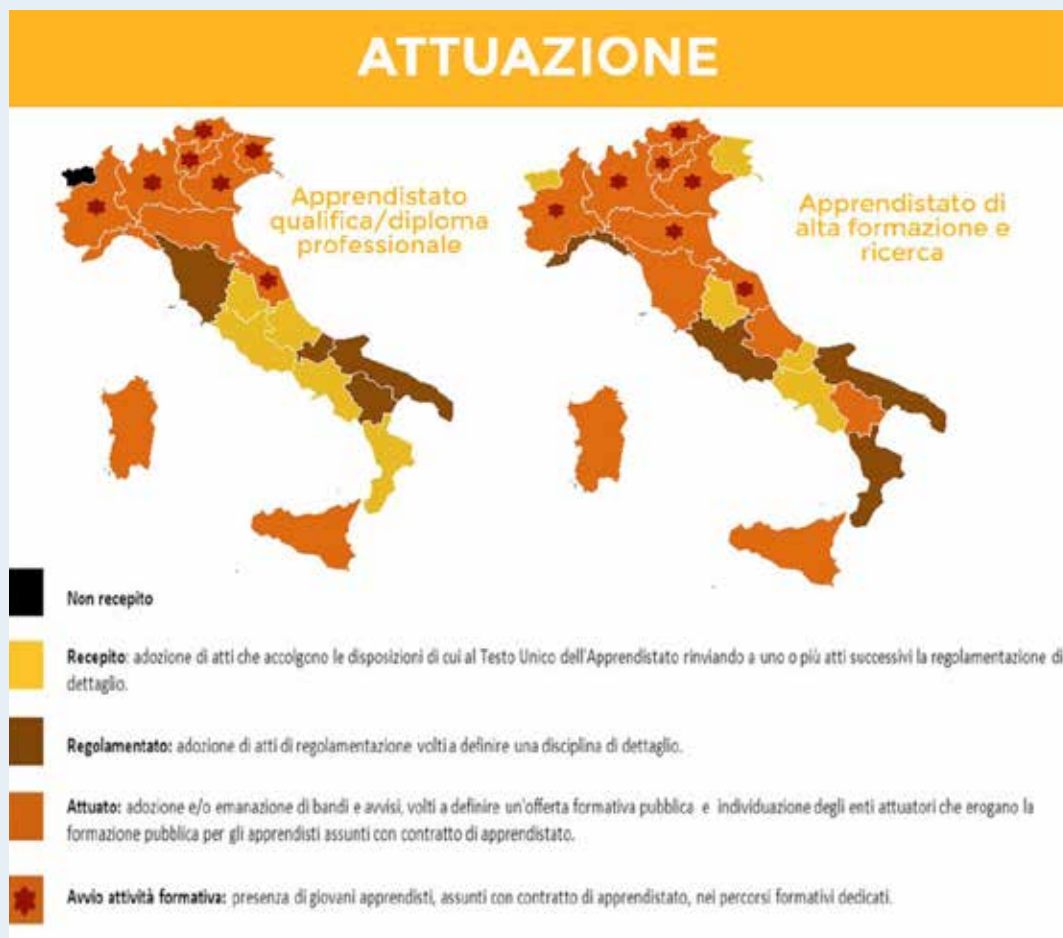 ATTUAZIONE
Apprendistato
qualifica/diploma
professionale
Apprendistato di
alta formazione e
ricerca
Non recepito
Recepito: adozione di atti che accolgono le disposizioni di cui al Testo Unico dell'Apprendistato rinviando a uno o più atti successivi la regolamentazione di
dettaglio.
Regolamentato: adozione di atti di regolamentazione volti a definire una disciplina di dettaglio.
Attuato: adozione e/o emanazione di bandi e avvisi, volti a definire un'offerta formativa pubblica e individuazione degli enti attuatori che erogano la
formazione pubblica per gli apprendisti assunti con contratto di apprendistato.
Avvio attività formativa: presenza di giovani apprendisti, assunti con contratto di apprendistato, nei percorsi formativi dedicati.